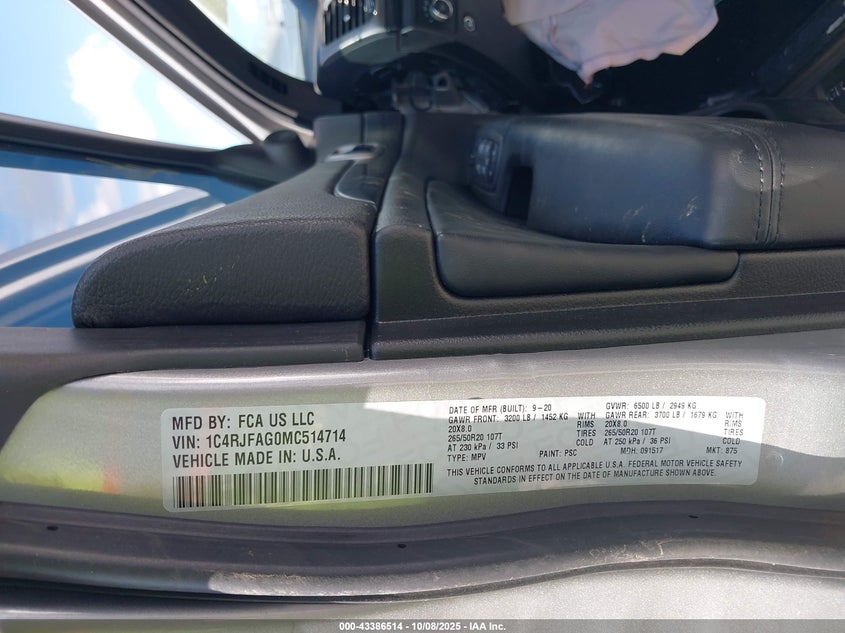 MFD BY: FCA US LLC
VIN: 1C4RJFAG0MC514714
VEHICLE MADE IN: U.S.A.
DATE OF MFR (BUILT): 9-20 GVWR: 6500 LB / 2949 KG
GAWR FRONT: 3200 LB / 1452 KG WITH GAWR REAR: 3700 LB / 1679 KG WITH
20X8.0 RIMS 20X8.0 RIMS
265/50R20 107T TIRES 265/50R20 107T TIRES
AT 230 kPa / 33 PSI AT 250 kPa / 36 PSI
TYPE: MPV PAINT: PSC MDH: 091517 MKT: 875
THIS VEHICLE CONFORMS TO ALL APPLICABLE U.S.A. FEDERAL MOTOR VEHICLE SAFETY
STANDARDS IN EFFECT ON THE DATE OF MANUFACTURE SHOWN ABOVE.
000-43386514 - 10/08/2025 - IAA Inc.